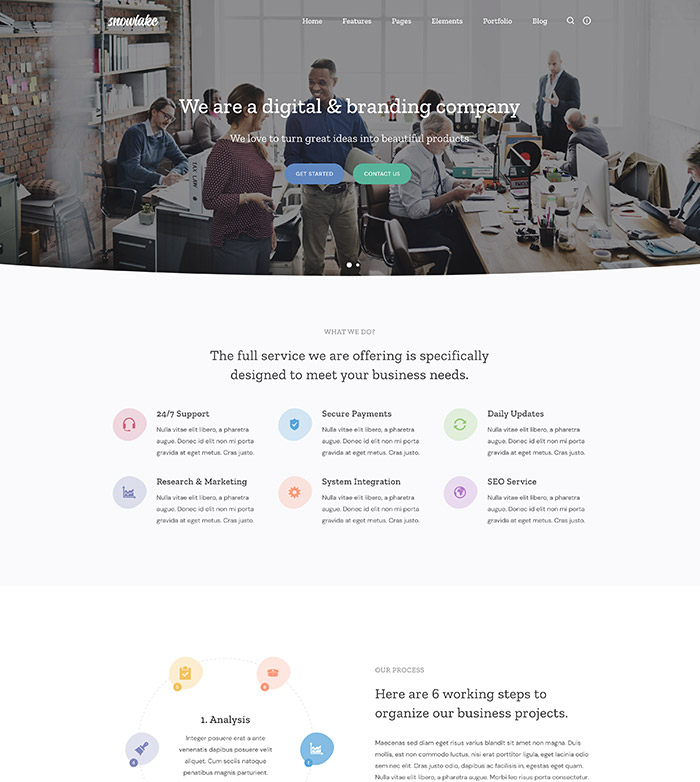 snowlake
Home Features Pages Elements Portfolio Blog
We are a digital & branding company
We love to turn great ideas into beautiful products
GET STARTED CONTACT US
WHAT WE DO?
The full service we are offering is specifically
designed to meet your business needs.
24/7 Support
Nulla vitae elit libero, a pharetra
augue. Donec id elit non mi porta
gravida at eget metus. Cras justo.
Secure Payments
Nulla vitae elit libero, a pharetra
augue. Donec id elit non mi porta
gravida at eget metus. Cras justo.
Daily Updates
Nulla vitae elit libero, a pharetra
augue. Donec id elit non mi porta
gravida at eget metus. Cras justo.
Research & Marketing
Nulla vitae elit libero, a pharetra
augue. Donec id elit non mi porta
gravida at eget metus. Cras justo.
System Integration
Nulla vitae elit libero, a pharetra
augue. Donec id elit non mi porta
gravida at eget metus. Cras justo.
SEO Service
Nulla vitae elit libero, a pharetra
augue. Donec id elit non mi porta
gravida at eget metus. Cras justo.
1. Analysis
Integer posuere erat a ante
venenatis dapibus posuere velit
aliquet. Cum sociis natoque
penatibus magnis parturient.
OUR PROCESS
Here are 6 working steps to
organize our business projects.
Maecenas sed diam eget risus varius blandit sit amet non magna. Duis
mollis, est non commodo luctus, nisi erat porttitor ligula, eget lacinia odio
sem nec elit. Cras justo odio, dapibus ac facilisis in, egestas eget quam.
Nulla vitae elit libero, a pharetra augue. Morbi leo risus porta consectetur.